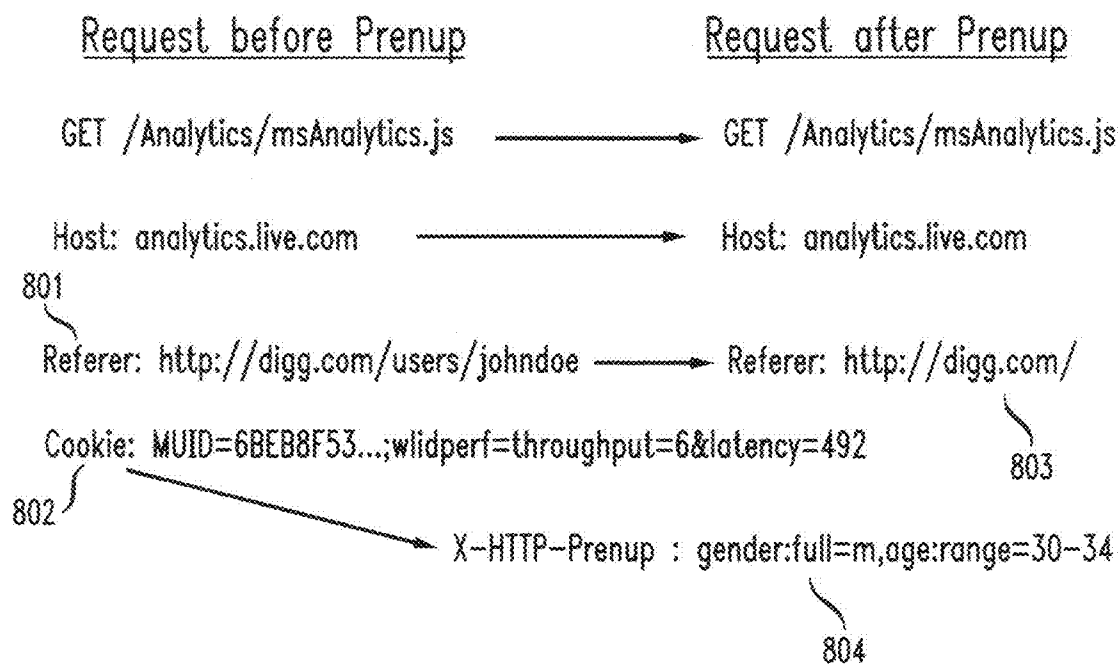 Request before Prenup
Request after Prenup
GET /Analytics/msAnalytics.js
GET /Analytics/msAnalytics.js
Host: analytics.live.com
Host: analytics.live.com
801
Referer: http://digg.com/users/johndoe
Referer: http://digg.com/
803
Cookie: MUID=6BEB8F53...;wlidperf=throughput=6&latency=492
802
X-HTTP-Prenup : gender:full=m,age:range=30-34
804